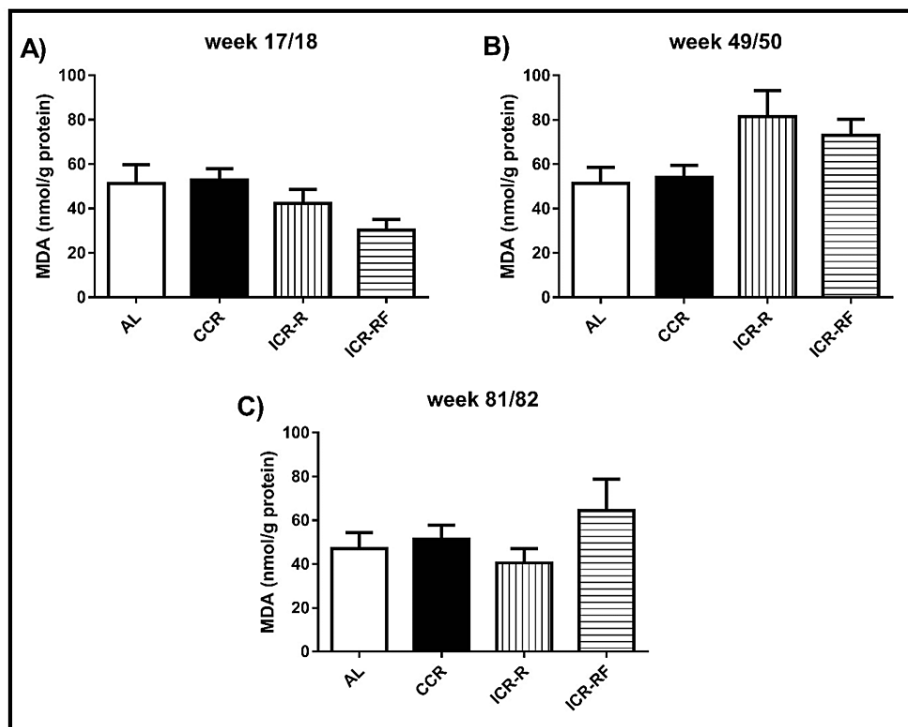 A)
week 17/18
MDA (nmol/g protein)
100
80
60
40
20
0
AL
CCR
ICR-R
ICR-RF
B)
week 49/50
MDA (nmol/g protein)
100
80
60
40
20
0
AL
CCR
ICR-R
ICR-RF
C)
week 81/82
MDA (nmol/g protein)
100
80
60
40
20
0
AL
CCR
ICR-R
ICR-RF